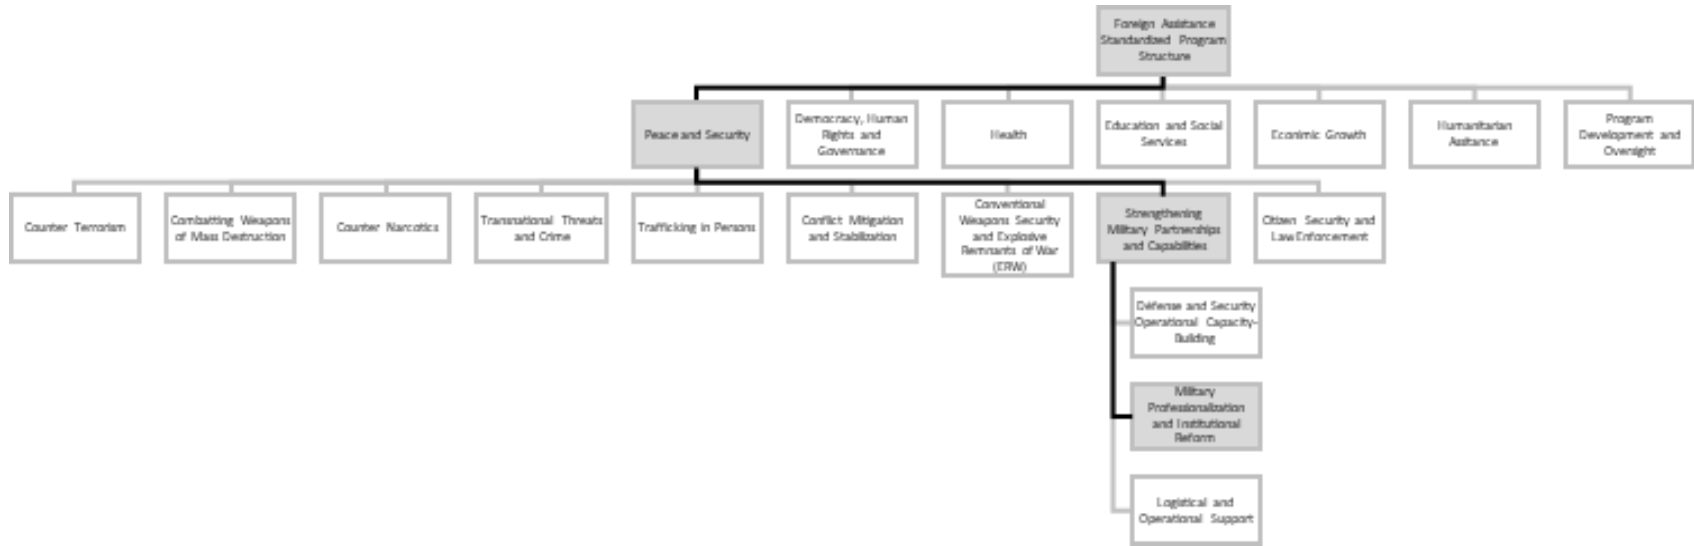 Foreign Assistance
Standardized Program
Structure
Peace and Security
Democracy, Human
Rights and
Governance
Health
Education and Social
Services
Econimic Growth
Humanitarian
Assitance
Program
Development and
Oversight
Counter Terrorism
Combatting Weapons
of Mass Destruction
Counter Narcotics
Transnational Threats
and Crime
Trafficking in Persons
Conflict Mitigation
and Stabilization
Conventional
Weapons Security
and Explosive
Remnants of War
(ERW)
Strengthening
Military Partnerships
and Capabilities
Citizen Security and
Law Enforcement
Defense and Security
Operational Capacity-
Building
Military
Professionalization
and Institutional
Reform
Logistical and
Operational Support